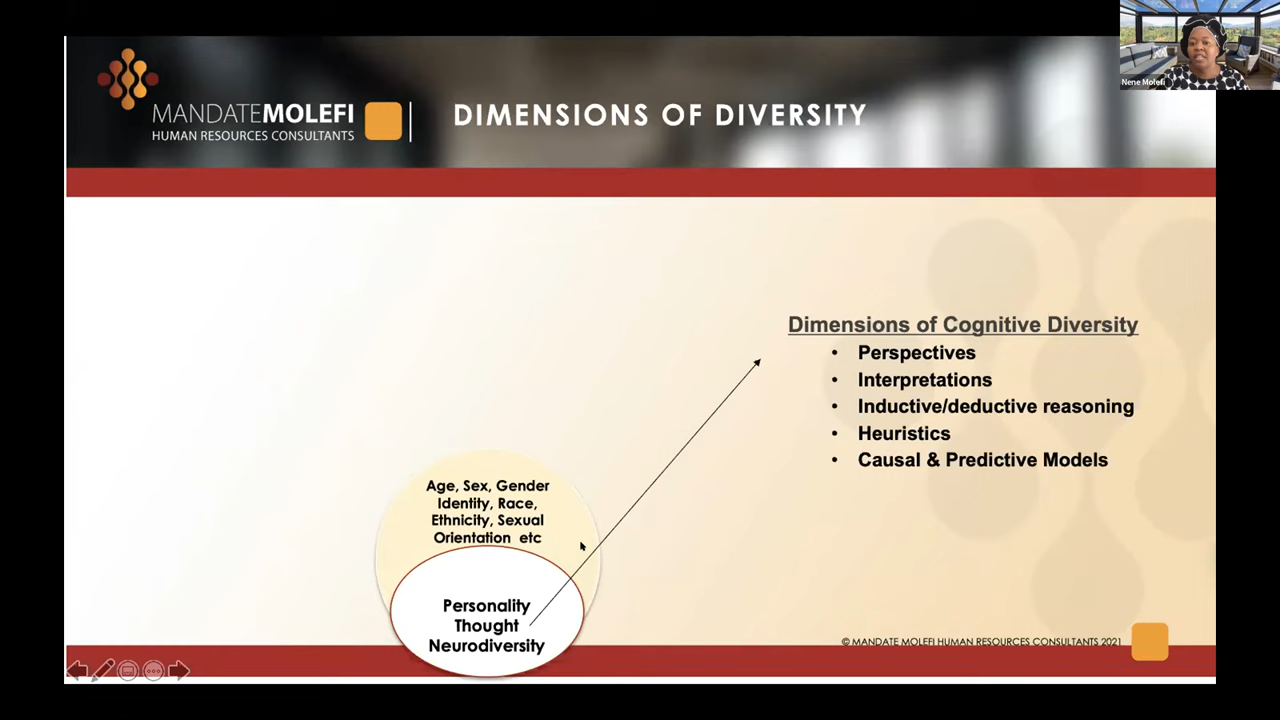 Nene Molefi
MANDATEMOLEFI
HUMAN RESOURCES CONSULTANTS
DIMENSIONS OF DIVERSITY
Dimensions of Cognitive Diversity
• Perspectives
• Interpretations
• Inductive/deductive reasoning
• Heuristics
• Causal & Predictive Models
Age, Sex, Gender
Identity, Race,
Ethnicity, Sexual
Orientation etc
Personality
Thought
Neurodiversity
© MANDATE MOLEFI HUMAN RESOURCES CONSULTANTS 2021